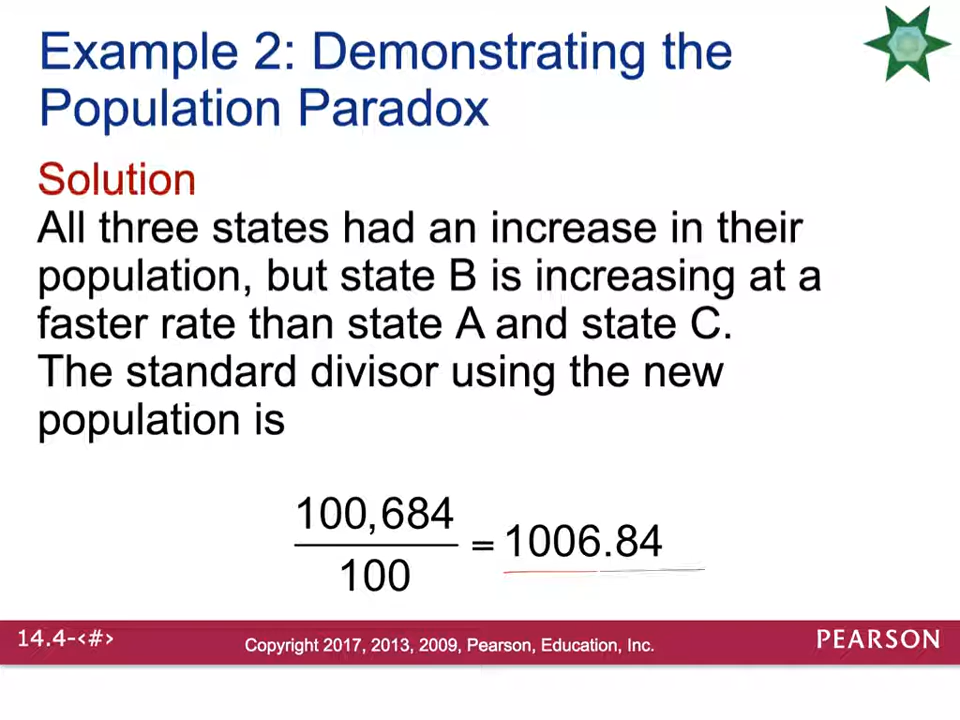 Example 2: Demonstrating the
Population Paradox
Solution
All three states had an increase in their
population, but state B is increasing at a
faster rate than state A and state C.
The standard divisor using the new
population is
100,684
100
= 1006.84
14.4-‹#›
Copyright 2017, 2013, 2009, Pearson, Education, Inc.
PEARSON